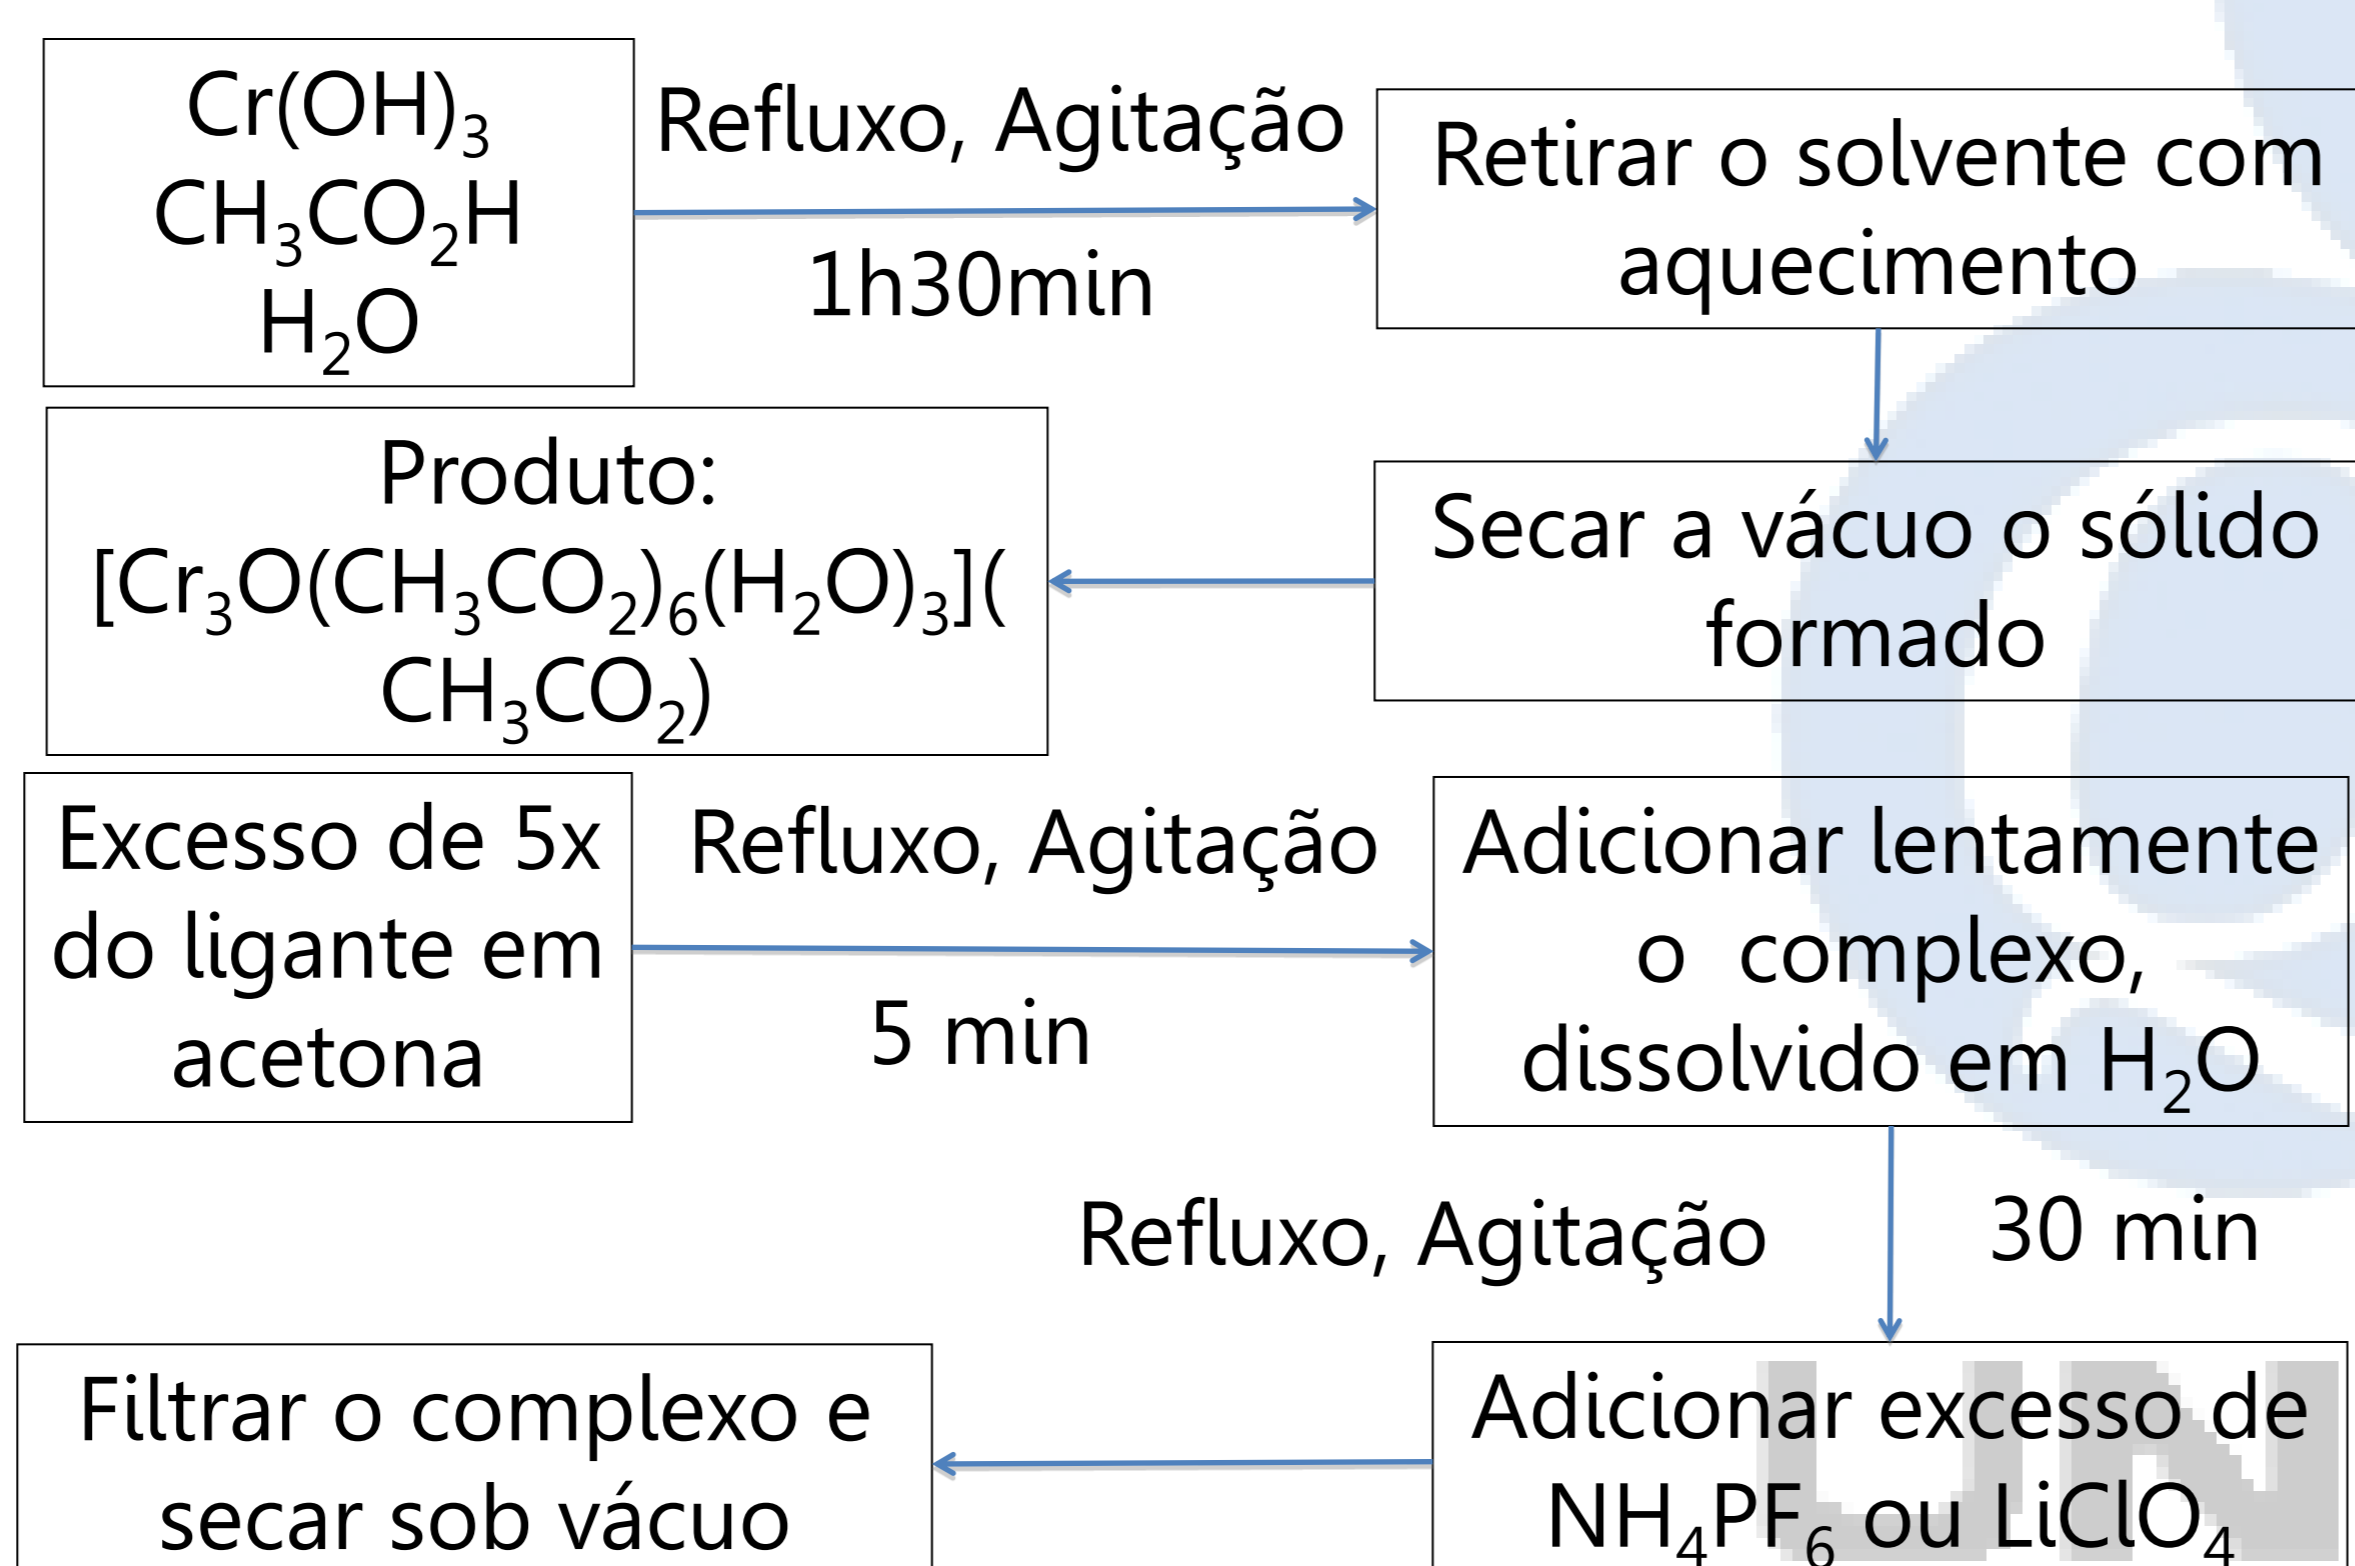 Cr(OH)₃
CH₃CO₂H
H₂O
Refluxo, Agitação
1h30min
Retirar o solvente com
aquecimento
Secar a vácuo o sólido
formado
Produto:
[Cr₃O(CH₃CO₂)₆(H₂O)₃](
CH₃CO₂)
Excesso de 5x
do ligante em
acetona
Refluxo, Agitação
5 min
Adicionar lentamente
o complexo,
dissolvido em H₂O
Refluxo, Agitação
30 min
Adicionar excesso de
NH₄PF₆ ou LiClO₄
Filtrar o complexo e
secar sob vácuo
UN